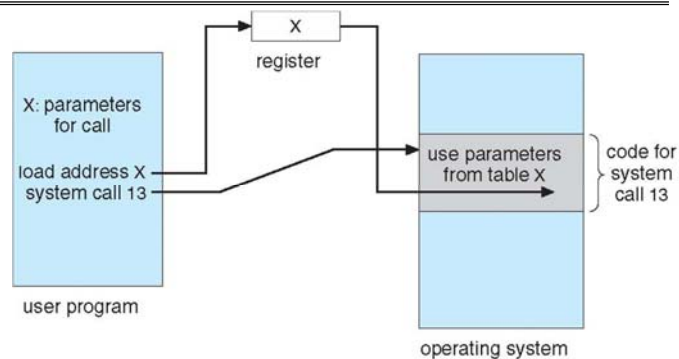 X
register
X: parameters
for call
load address X
system call 13
user program
use parameters
from table X
code for
system
call 13
operating system